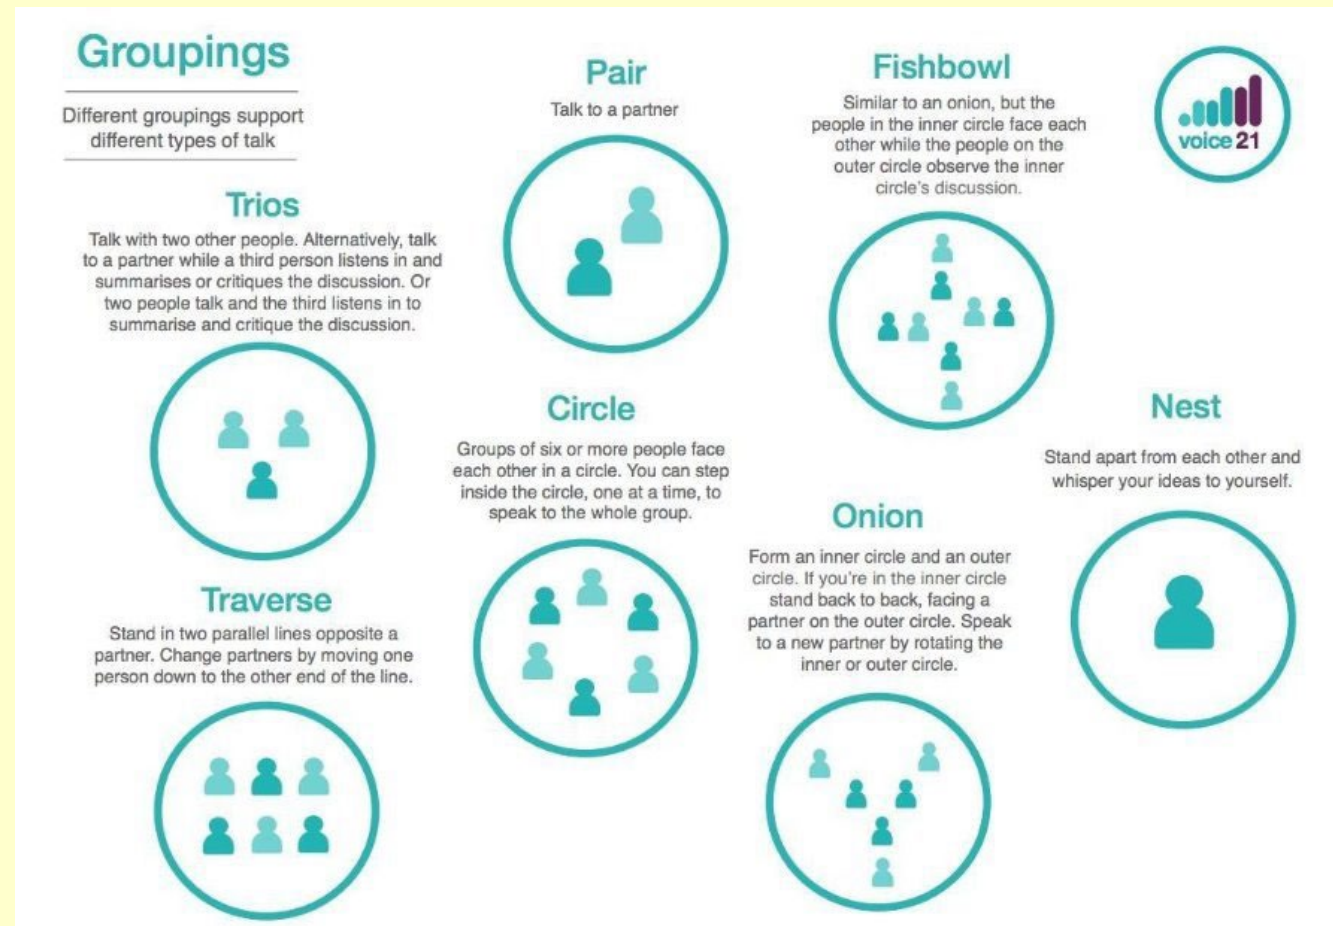 Groupings
Different groupings support
different types of talk
Trios
Talk with two other people. Alternatively, talk
to a partner while a third person listens in and
summarises or critiques the discussion. Or
two people talk and the third listens in to
summarise and critique the discussion.
Traverse
Stand in two parallel lines opposite a
partner. Change partners by moving one
person down to the other end of the line.
Pair
Talk to a partner
Circle
Groups of six or more people face
each other in a circle. You can step
inside the circle, one at a time, to
speak to the whole group.
Fishbowl
Similar to an onion, but the
people in the inner circle face each
other while the people on the
outer circle observe the inner
circle's discussion.
Onion
Form an inner circle and an outer
circle. If you're in the inner circle
stand back to back, facing a
partner on the outer circle. Speak
to a new partner by rotating the
inner or outer circle.
voice 21
Nest
Stand apart from each other and
whisper your ideas to yourself.